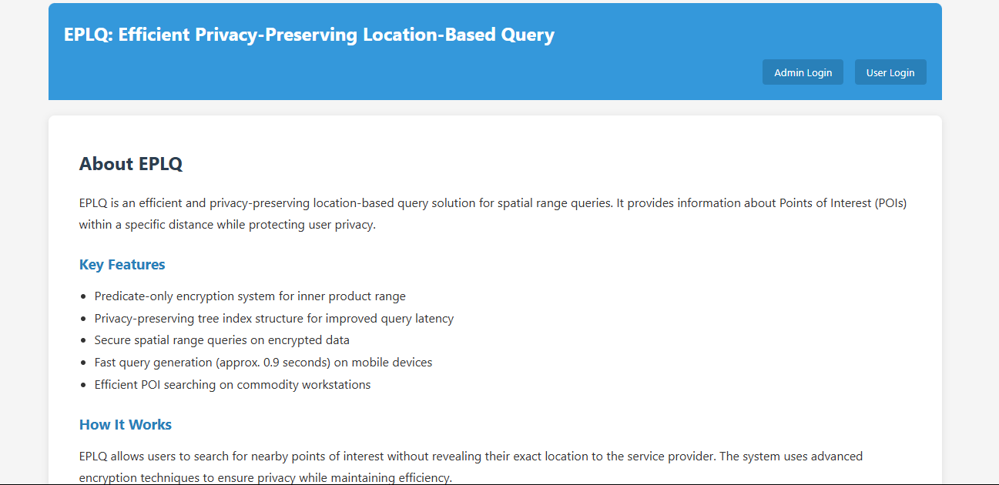 EPLQ: Efficient Privacy-Preserving Location-Based Query
Admin Login
User Login
About EPLQ
EPLQ is an efficient and privacy-preserving location-based query solution for spatial range queries. It provides information about Points of Interest (POIs)
within a specific distance while protecting user privacy.
Key Features
Predicate-only encryption system for inner product range
Privacy-preserving tree index structure for improved query latency
Secure spatial range queries on encrypted data
Fast query generation (approx. 0.9 seconds) on mobile devices
Efficient POI searching on commodity workstations
How It Works
EPLQ allows users to search for nearby points of interest without revealing their exact location to the service provider. The system uses advanced
encryption techniques to ensure privacy while maintaining efficiency.